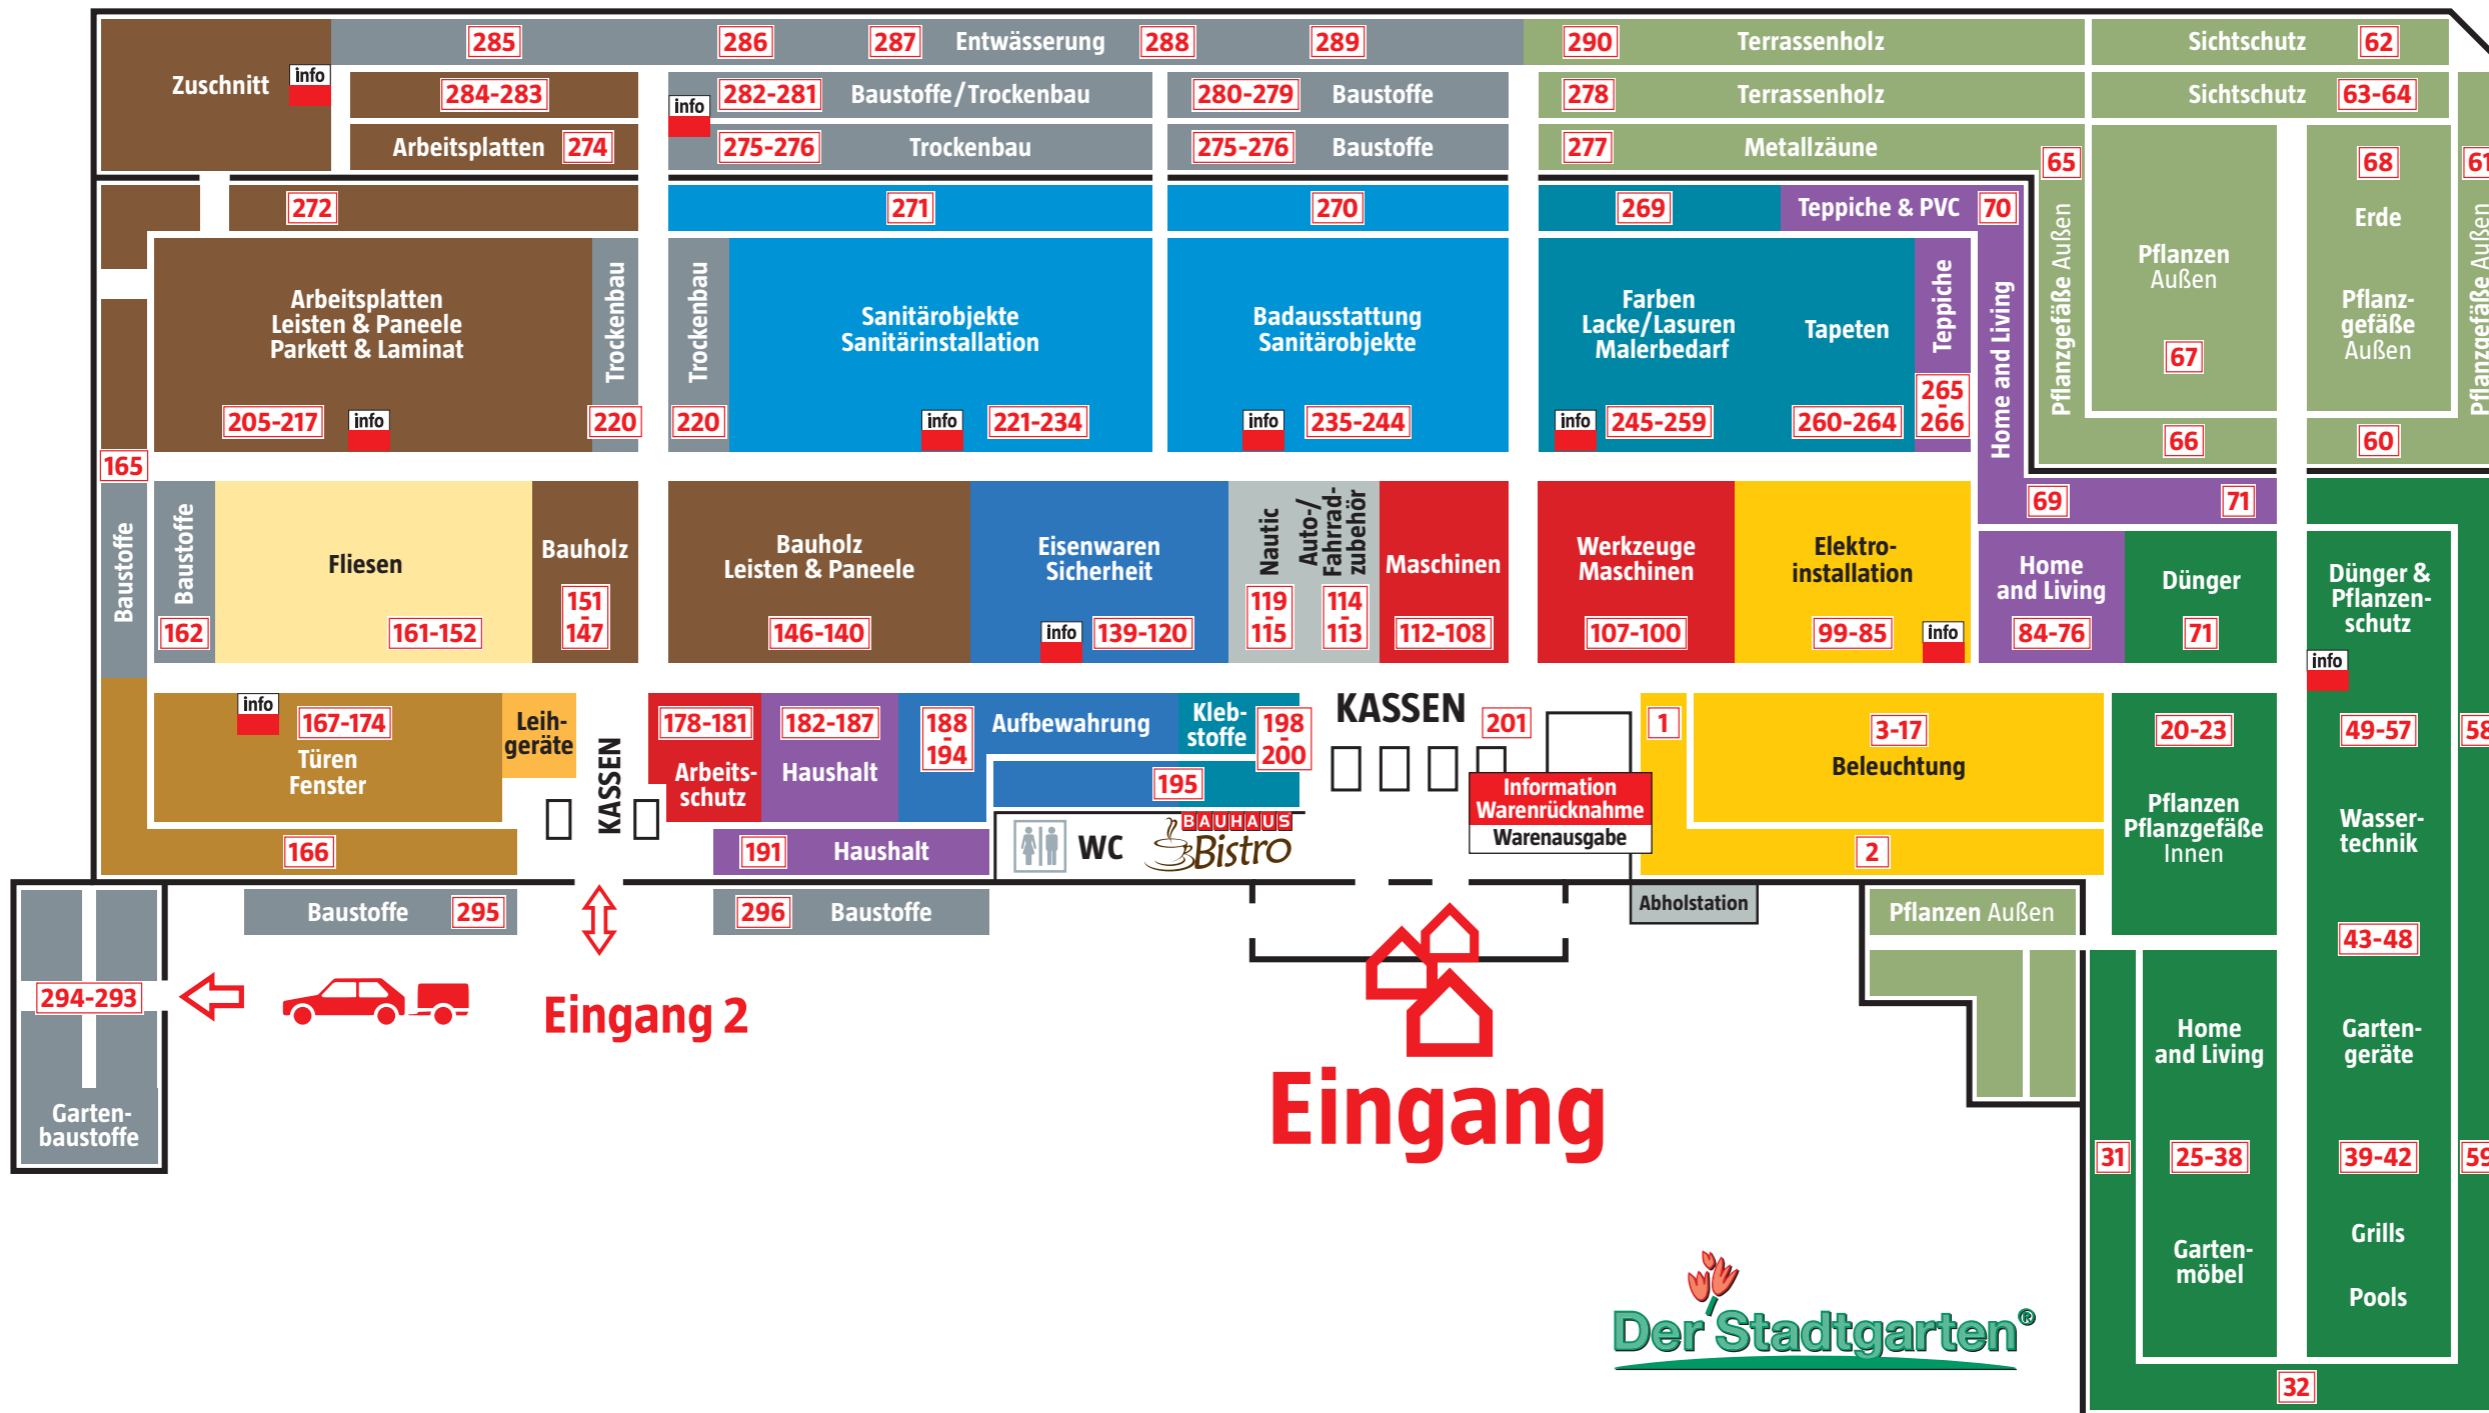 285
286
287
Entwässerung
288
289
290
Terrassenholz
Sichtschutz
62
Zuschnitt
info
284-283
info
282-281
Baustoffe/Trockenbau
280-279
Baustoffe
278
Terrassenholz
Sichtschutz
63-64
Arbeitsplatten
274
275-276
Trockenbau
275-276
Baustoffe
277
Metallzäune
65
68
61
272
271
270
269
Teppiche & PVC
70
Erde
Pflanzgefäße Außen
Pflanzen
Außen
67
Pflanz-
gefäße
Außen
Pflanzgefäße Außen
Arbeitsplatten
Leisten & Paneele
Parkett & Laminat
205-217
info
Trockenbau
220
Trockenbau
220
Sanitärobjekte
Sanitärinstallation
info
221-234
Badausstattung
Sanitärobjekte
info
235-244
Farben
Lacke/Lasuren
Malerbedarf
info
245-259
Tapeten
260-264
Teppiche
265
-
266
Home and Living
66
60
165
Baustoffe
Baustoffe
162
Fliesen
161-152
Bauholz
151
-
147
Bauholz
Leisten & Paneele
146-140
Eisenwaren
Sicherheit
info
139-120
Nautic
119
-
115
Auto-/
Fahrrad-
zubehör
114
-
113
Maschinen
112-108
Werkzeuge
Maschinen
107-100
Elektro-
installation
99-85
info
69
71
Home
and Living
84-76
Dünger
71
Dünger &
Pflanzen-
schutz
info
info
167-174
Türen
Fenster
Leih-
geräte
KASSEN
178-181
Arbeits-
schutz
182-187
Haushalt
188
-
194
Aufbewahrung
Kleb-
stoffe
198
-
200
195
KASSEN
201
Information
Warenrücknahme
Warenausgabe
1
3-17
Beleuchtung
2
20-23
Pflanzen
Pflanzgefäße
Innen
49-57
Wasser-
technik
58
166
191
Haushalt
WC
BAUHAUS
Bistro
Baustoffe
295
296
Baustoffe
Abholstation
Pflanzen Außen
43-48
294-293
Garten-
baustoffe
Eingang 2
Eingang
Home
and Living
Garten-
geräte
31
25-38
39-42
59
Garten-
möbel
Grills
Pools
Der Stadtgarten®
32